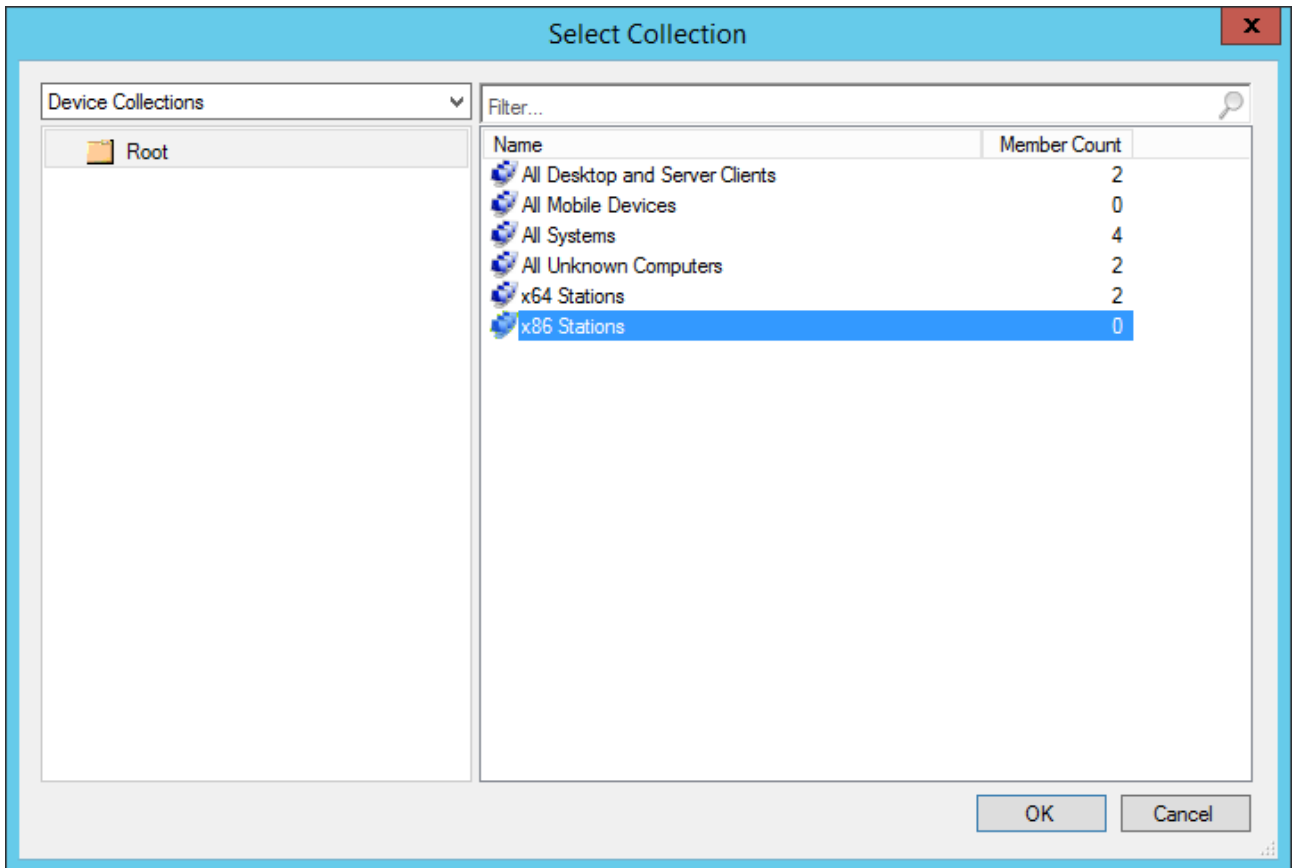 Select Collection
x
Device Collections
Filter...
Root
Name Member Count
All Desktop and Server Clients 2
All Mobile Devices 0
All Systems 4
All Unknown Computers 2
x64 Stations 2
x86 Stations 0
OK Cancel